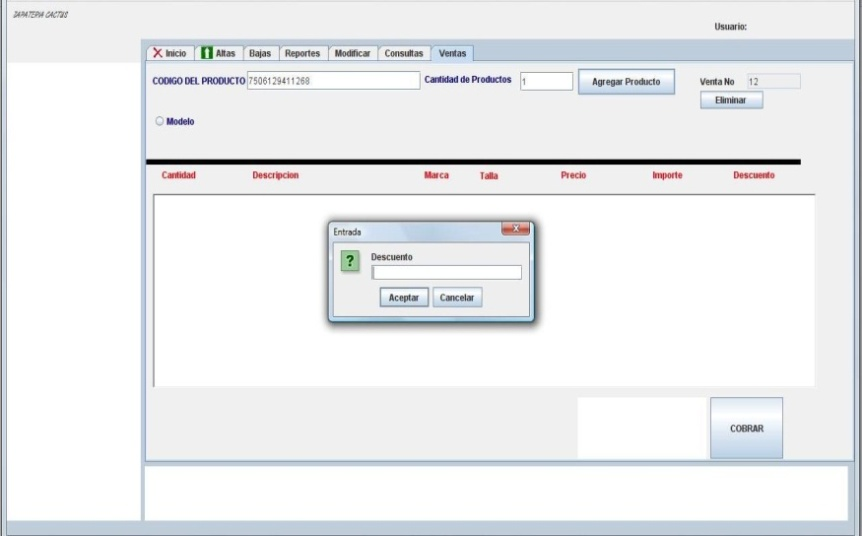 ZAPATERIA CACTUS
Usuario:
Inicio Altas Bajas Reportes Modificar Consultas Ventas
CODIGO DEL PRODUCTO 7506129411268 Cantidad de Productos 1 Agregar Producto Venta No 12
Eliminar
Modelo
Cantidad Descripcion Marca Talla Precio Importe Descuento
Entrada
? Descuento
Aceptar Cancelar
COBRAR